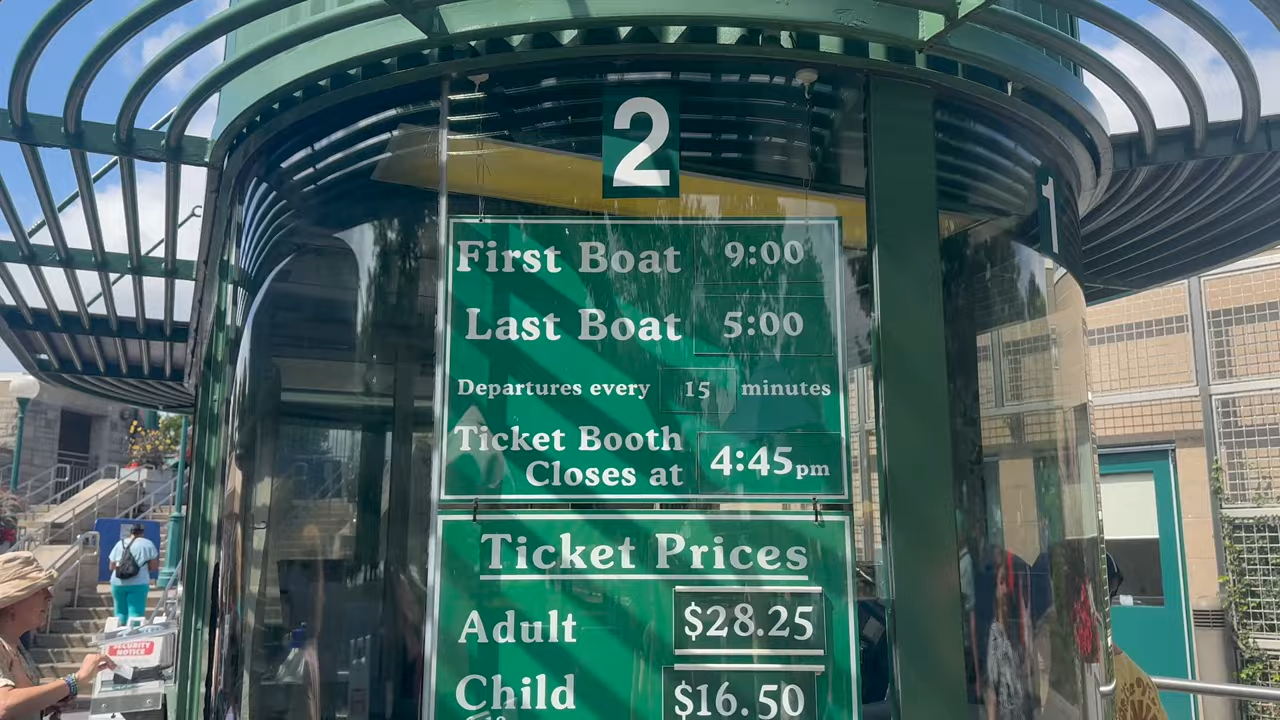 2
1
First Boat 9:00
Last Boat 5:00
Departures every 15 minutes
Ticket Booth
Closes at 4:45pm
Ticket Prices
Adult $28.25
Child $16.50
SECURITY
NOTICE